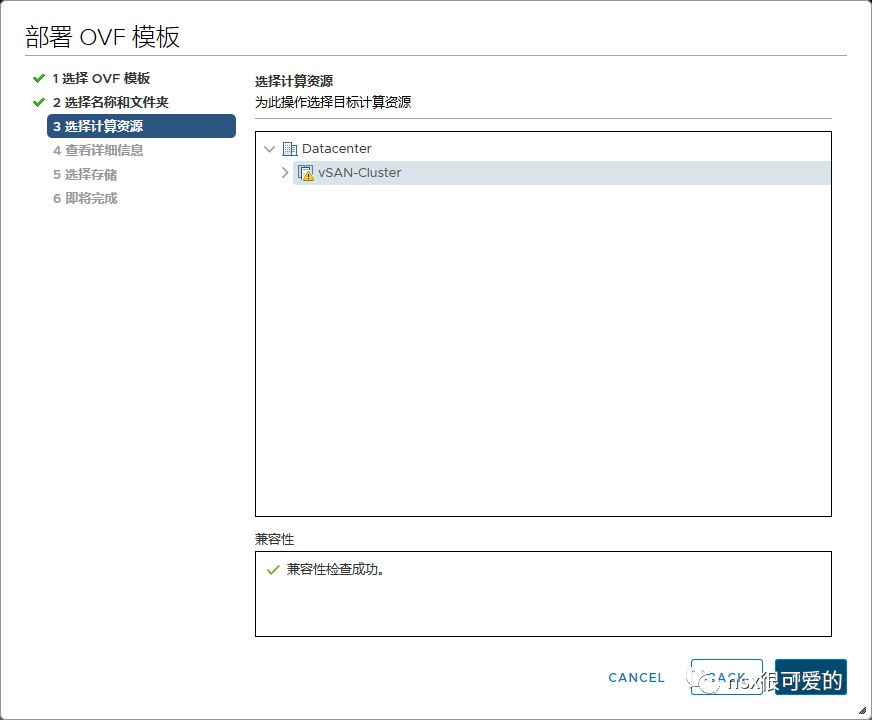 部署 OVF 模板
1 选择 OVF 模板
2 选择名称和文件夹
3 选择计算资源
4 查看详细信息
5 选择存储
6 即将完成
选择计算资源
为此操作选择目标计算资源
Datacenter
vSAN-Cluster
兼容性
兼容性检查成功。
CANCEL
BACK
nsx很可爱的